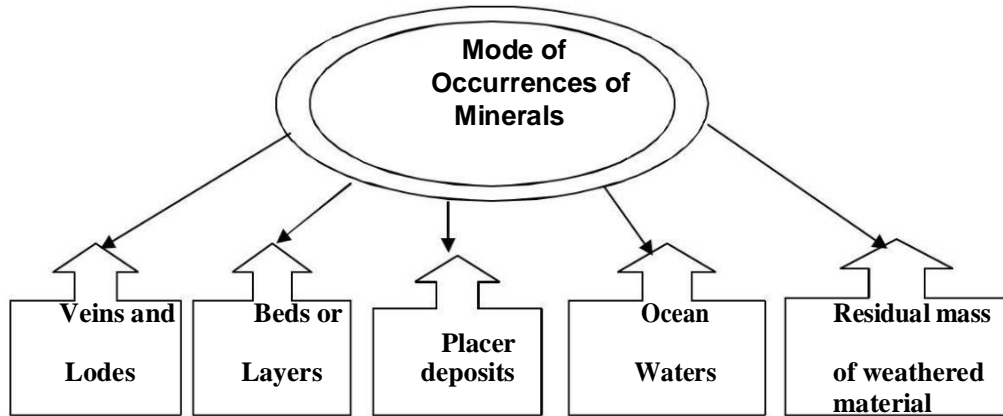 Mode of
Occurrences of
Minerals
Veins and
Lodes
Beds or
Layers
Placer
deposits
Ocean
Waters
Residual mass
of weathered
material